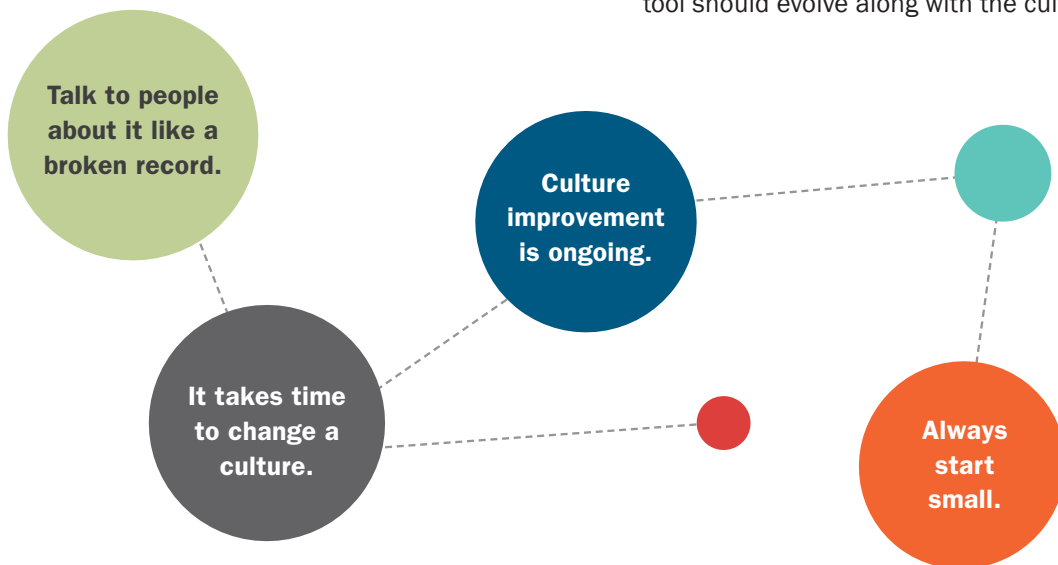 tool should evolve along with the cul
Talk to people
about it like a
broken record.
Culture
improvement
is ongoing.
It takes time
to change a
culture.
Always
start
small.